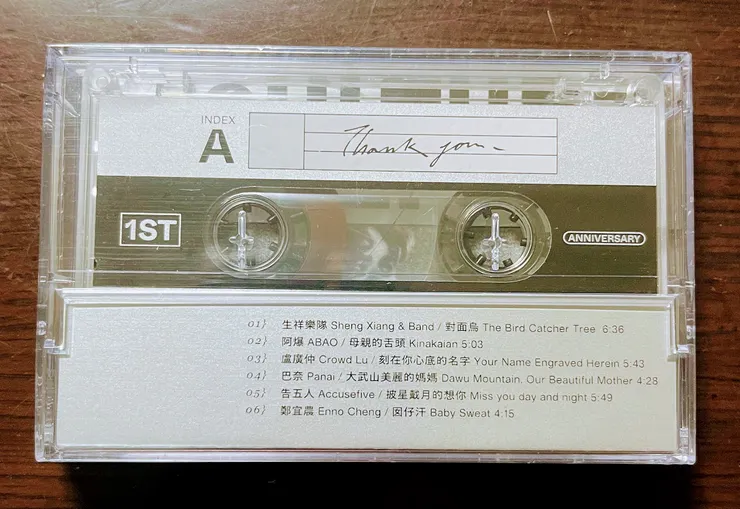 INDEX
A
Thank you
1ST
ANNIVERSARY
01} 生祥樂隊 Sheng Xiang & Band / 對面烏 The Bird Catcher Tree 6:36
02} 阿爆 ABAO / 母親的舌頭 Kinakaian 5:03
03} 盧廣仲 Crowd Lu / 刻在你心底的名字 Your Name Engraved Herein 5:43
04} 巴奈 Panai / 大武山美麗的媽媽 Dawu Mountain, Our Beautiful Mother 4:28
05} 告五人 Accusefive / 披星戴月的想你 Miss you day and night 5:49
06} 鄭宜農 Enno Cheng / 囡仔汗 Baby Sweat 4:15